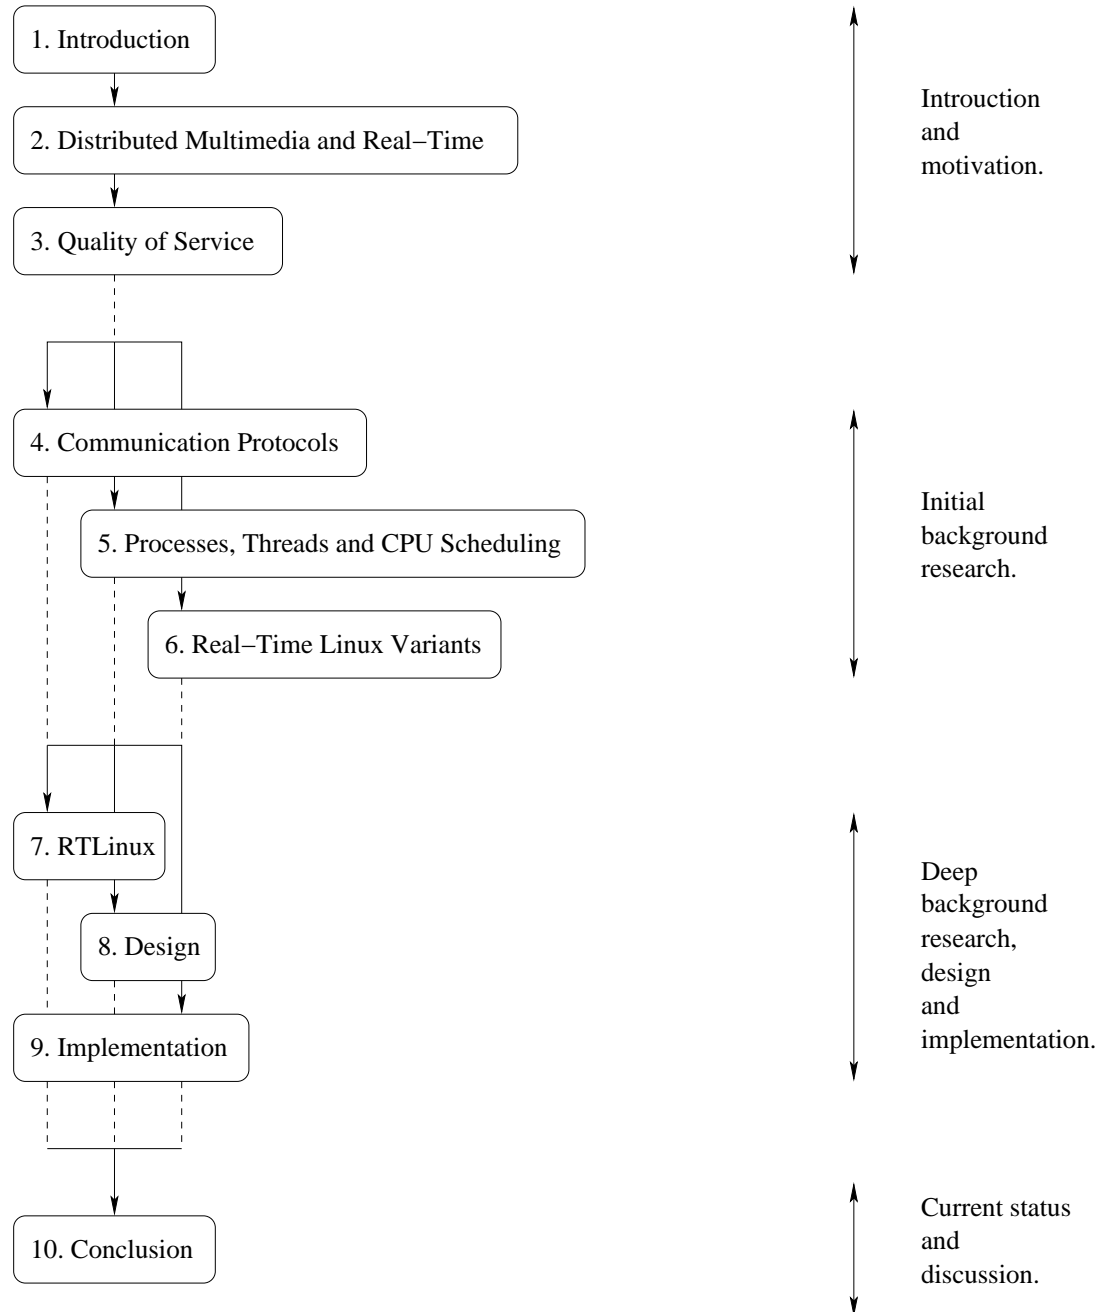 1. Introduction
2. Distributed Multimedia and Real−Time
3. Quality of Service
Introuction
and
motivation.
4. Communication Protocols
5. Processes, Threads and CPU Scheduling
6. Real−Time Linux Variants
Initial
background
research.
7. RTLinux
8. Design
9. Implementation
Deep
background
research,
design
and
implementation.
10. Conclusion
Current status
and
discussion.